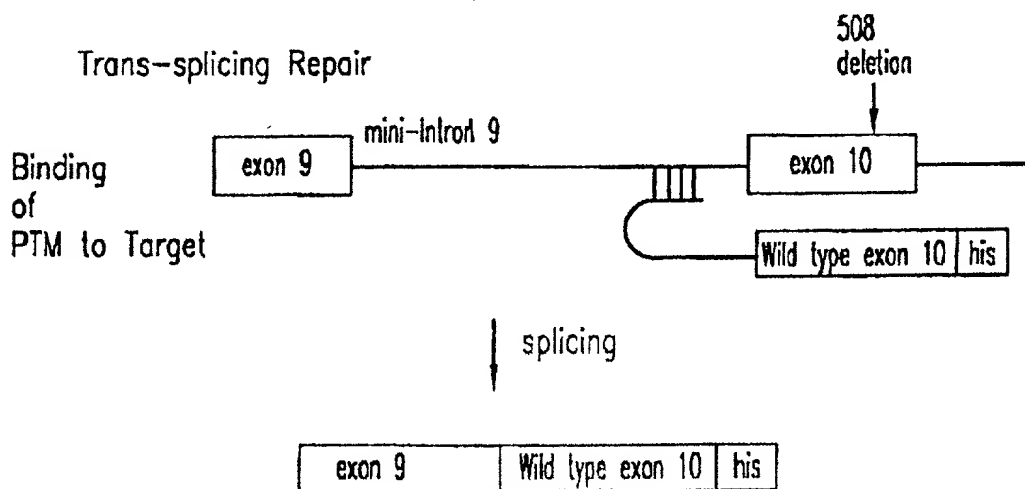 508
deletion
Trans-splicing Repair
mini-Intron 9
exon 9
exon 10
Binding
of
PTM to Target
Wild type exon 10 his
splicing
exon 9 Wild type exon 10 his